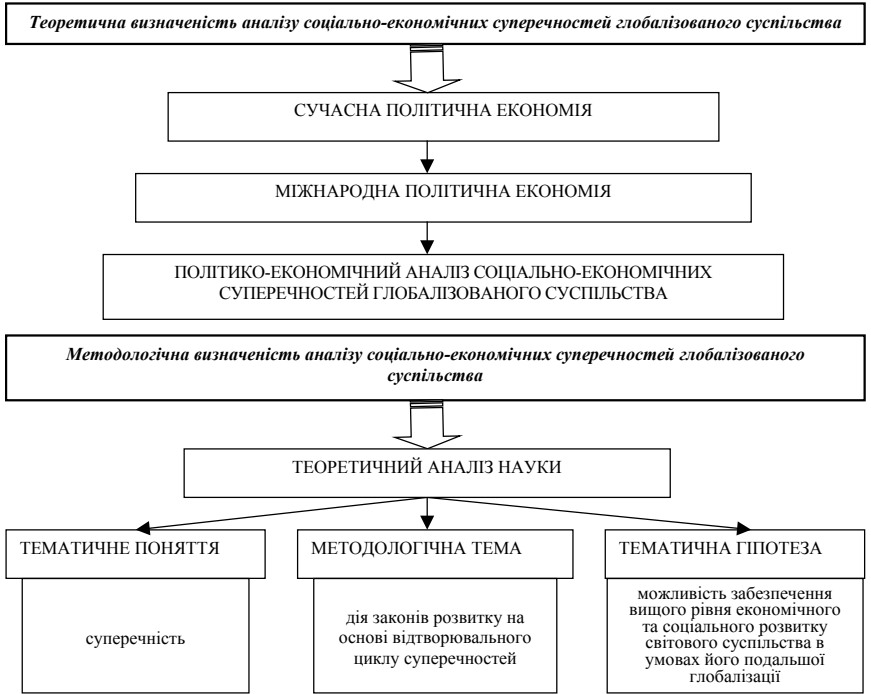 Теоретична визначеність аналізу соціально-економічних суперечностей глобалізованого суспільства
СУЧАСНА ПОЛІТИЧНА ЕКОНОМІЯ
МІЖНАРОДНА ПОЛІТИЧНА ЕКОНОМІЯ
ПОЛІТИКО-ЕКОНОМІЧНИЙ АНАЛІЗ СОЦІАЛЬНО-ЕКОНОМІЧНИХ
СУПЕРЕЧНОСТЕЙ ГЛОБАЛІЗОВАНОГО СУСПІЛЬСТВА
Методологічна визначеність аналізу соціально-економічних суперечностей глобалізованого
суспільства
ТЕОРЕТИЧНИЙ АНАЛІЗ НАУКИ
ТЕМАТИЧНЕ ПОНЯТТЯ
суперечність
МЕТОДОЛОГІЧНА ТЕМА
дія законів розвитку на
основі відтворювального
циклу суперечностей
ТЕМАТИЧНА ГІПОТЕЗА
можливість забезпечення
вищого рівня економічного
та соціального розвитку
світового суспільства в
умовах його подальшої
глобалізації